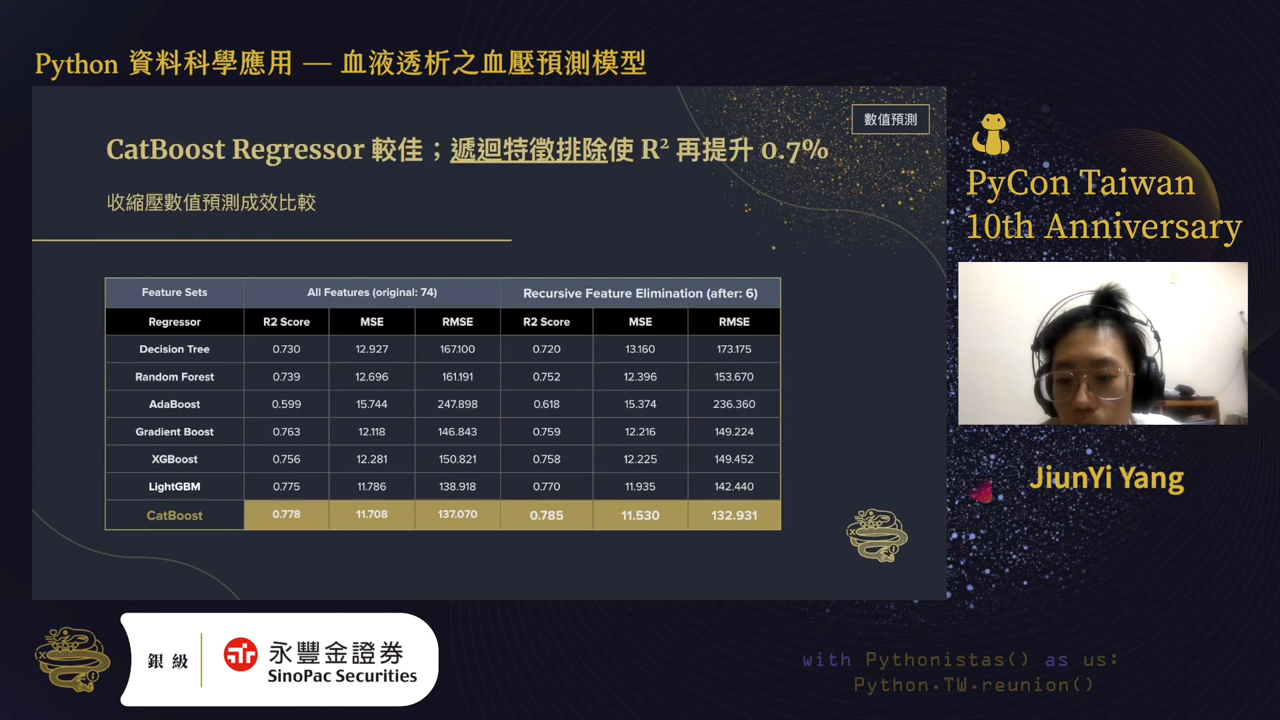 Python 資料科學應用 — 血液透析之血壓預測模型
數值預測
CatBoost Regressor 較佳；遞迴特徵排除使 R² 再提升 0.7%
收縮壓數值預測成效比較
Feature Sets All Features (original: 74) Recursive Feature Elimination (after: 6)
Regressor R2 Score MSE RMSE R2 Score MSE RMSE
Decision Tree 0.730 12.927 167.100 0.720 13.160 173.175
Random Forest 0.739 12.696 161.191 0.752 12.396 153.670
AdaBoost 0.599 15.744 247.898 0.618 15.374 236.360
Gradient Boost 0.763 12.118 146.843 0.759 12.216 149.224
XGBoost 0.756 12.281 150.821 0.758 12.225 149.452
LightGBM 0.775 11.786 138.918 0.770 11.935 142.440
CatBoost 0.778 11.708 137.070 0.785 11.530 132.931
PyCon Taiwan
10th Anniversary
JiunYi Yang
銀級
永豐金證券
SinoPac Securities
with Pythonistas() as us:
Python.TW.reunion()